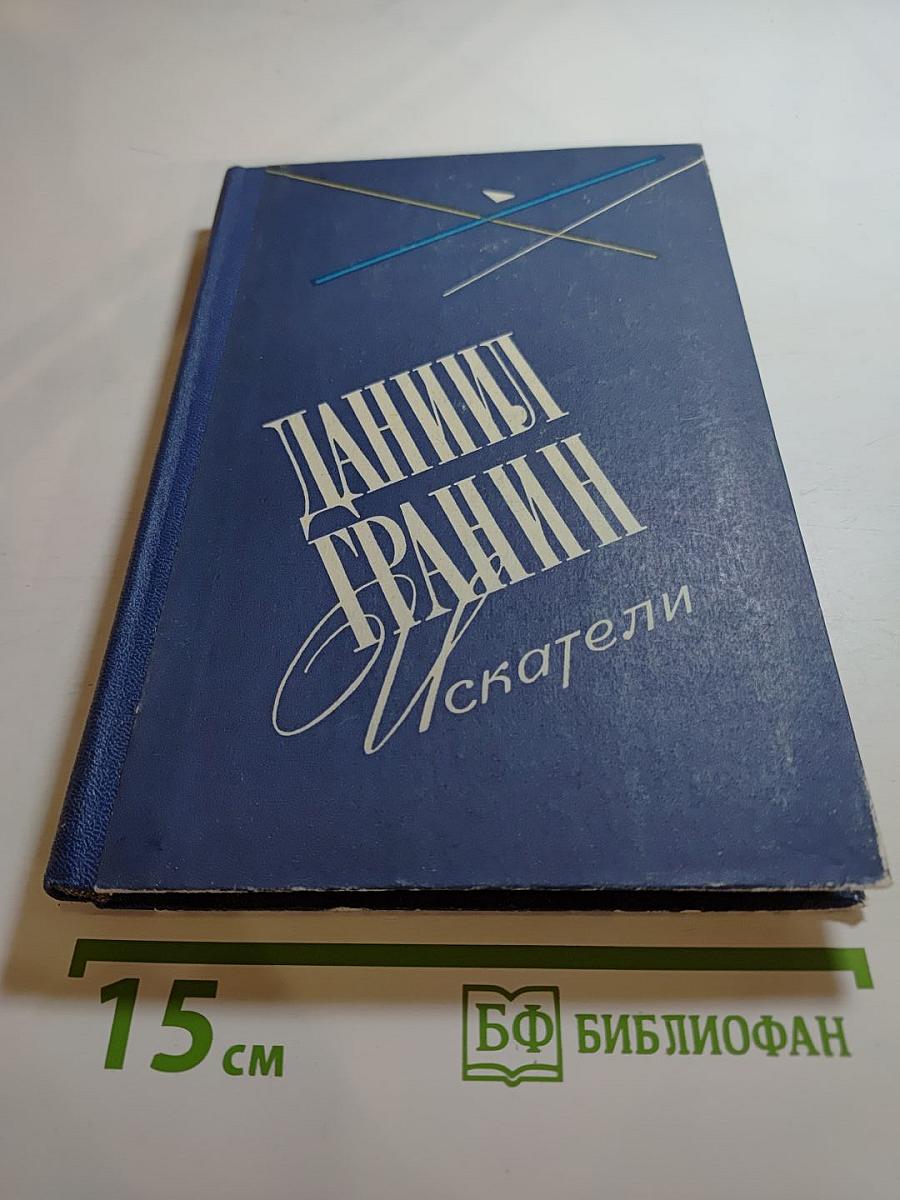 ДАНИИЛ
ГРАНИН
Искатели
15 см
БФ БИБЛИОФАН